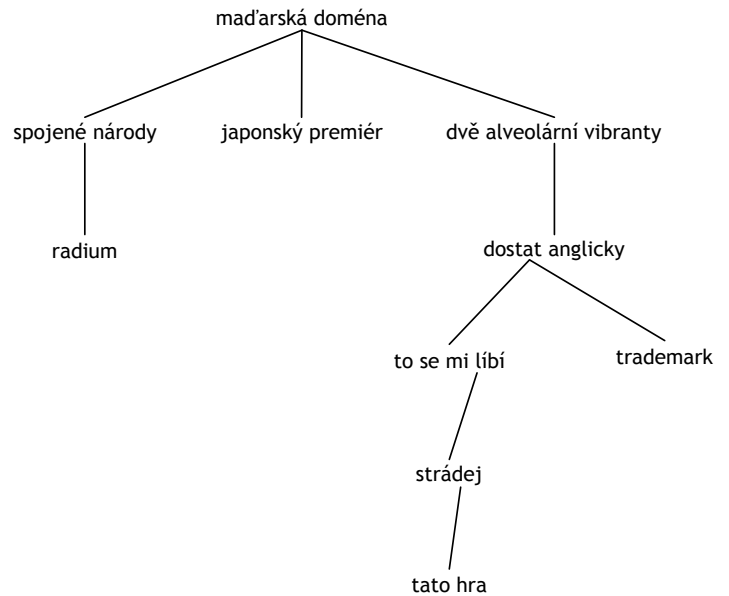 maďarská doména
spojené národy
japonský premiér
dvě alveolární vibranty
radium
dostat anglicky
to se mi líbí
trademark
strádej
tato hra